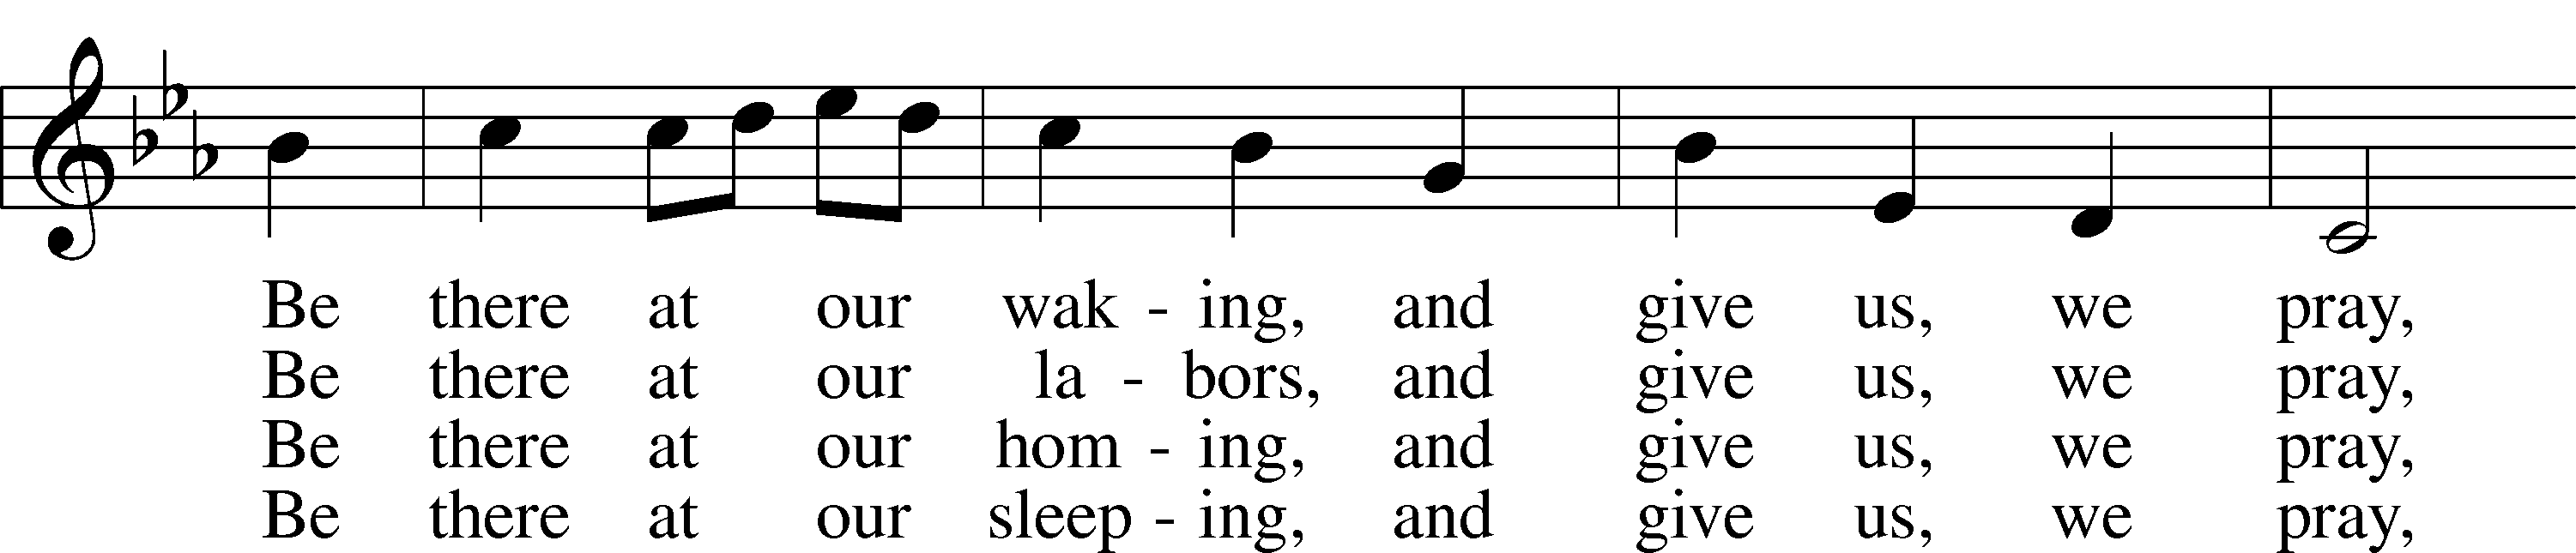 Be there at our wak - ing, and give us, we pray,
Be there at our la - bors, and give us, we pray,
Be there at our hom - ing, and give us, we pray,
Be there at our sleep - ing, and give us, we pray,